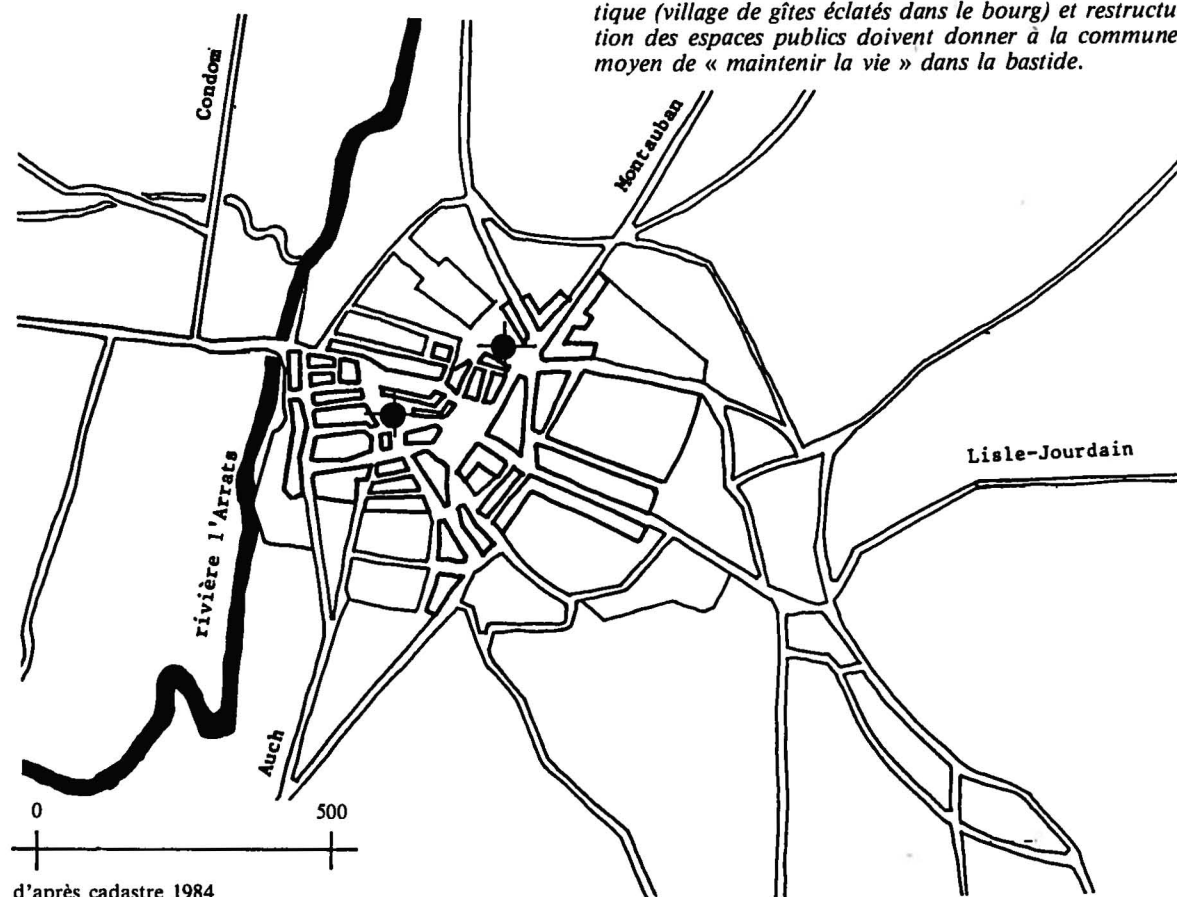 tique (village de gîtes éclatés dans le bourg) et restructu
tion des espaces publics doivent donner à la commune
moyen de « maintenir la vie » dans la bastide.
Condom
Montauban
Lisle-Jourdain
rivière l'Arrats
Auch
0 500
d'après cadastre 1984